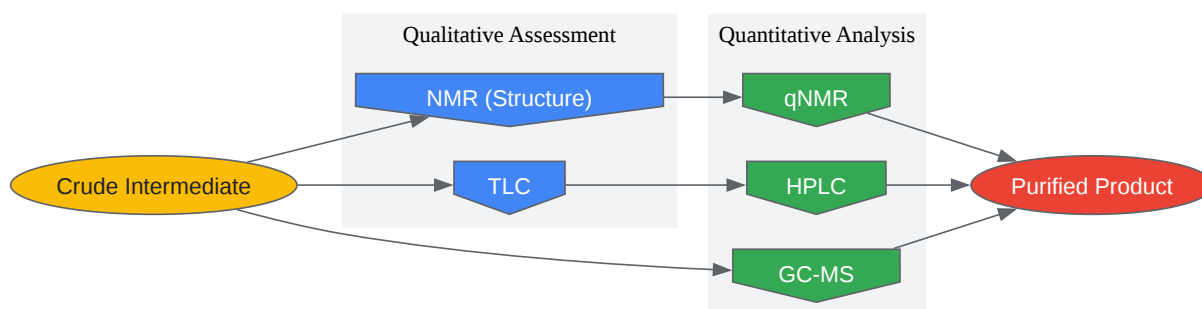 Qualitative Assessment
Quantitative Analysis
NMR (Structure)
qNMR
Crude Intermediate
TLC
HPLC
Purified Product
GC-MS